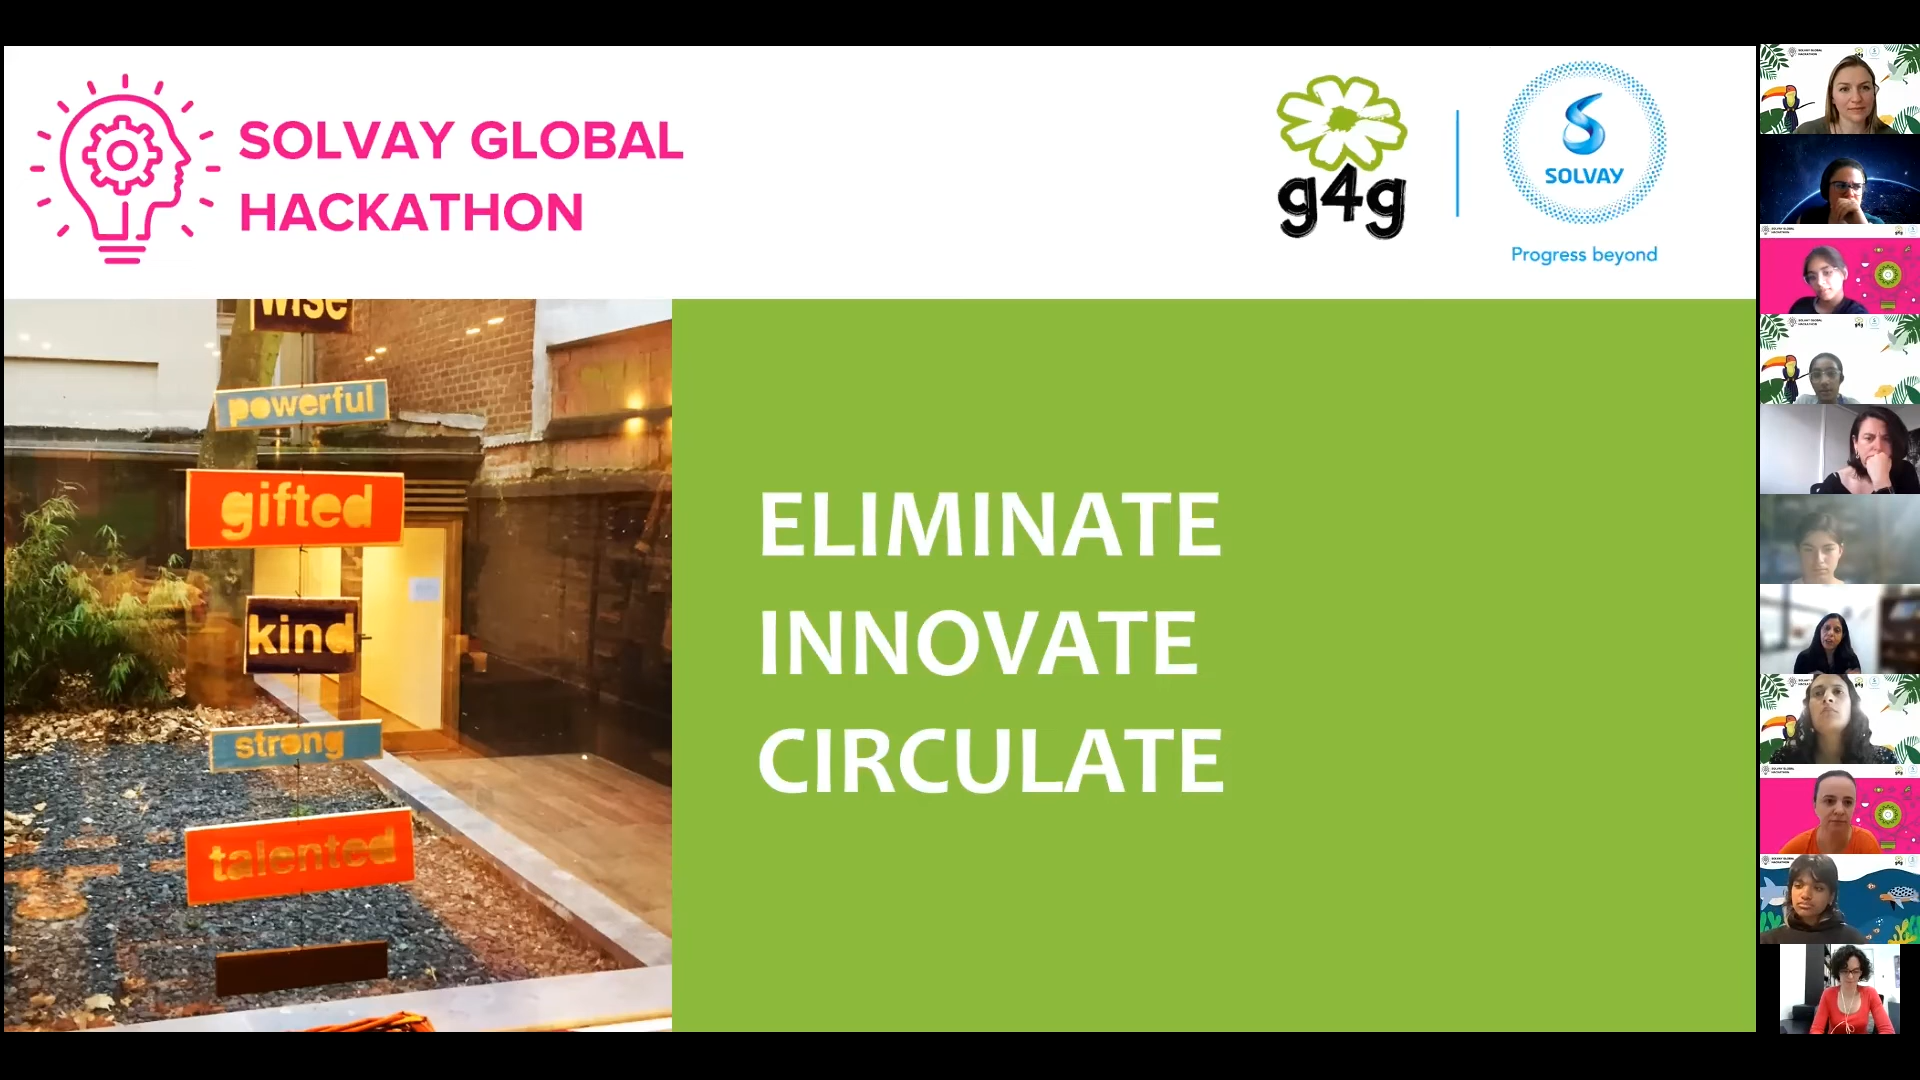 SOLVAY GLOBAL
HACKATHON
g4g
SOLVAY
Progress beyond
wise
powerful
gifted
kind
strong
talented
ELIMINATE
INNOVATE
CIRCULATE